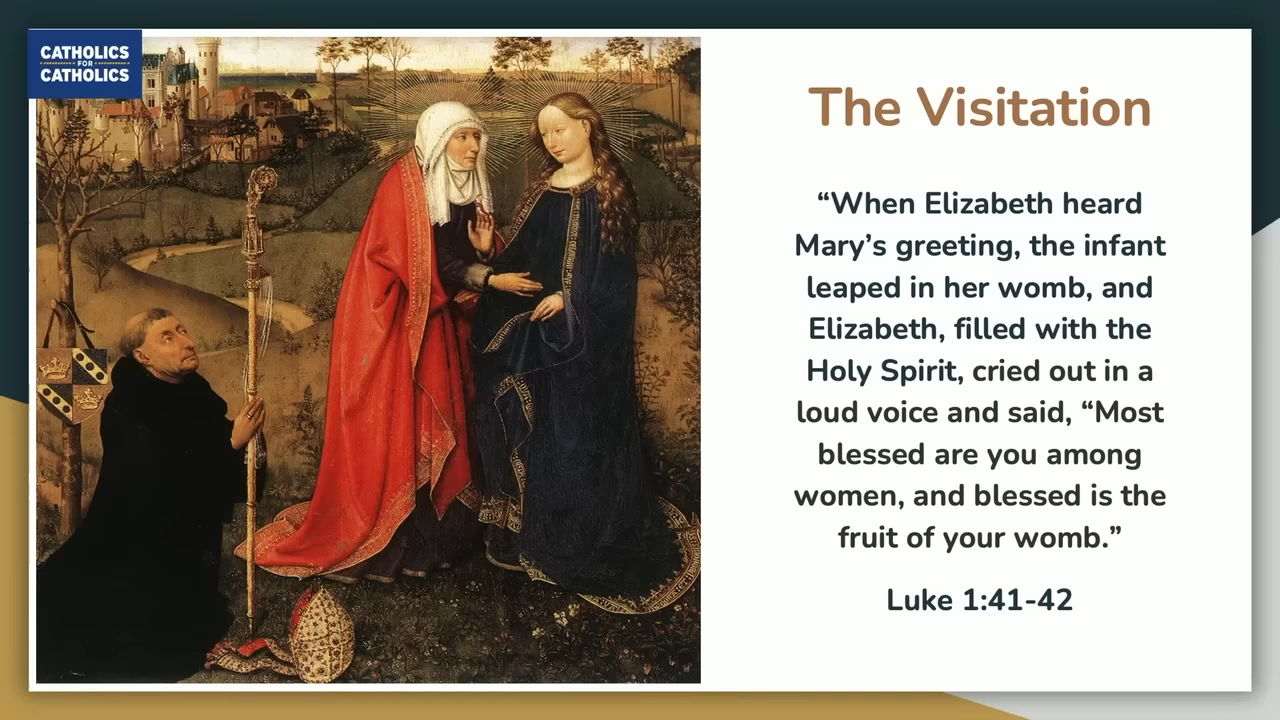 CATHOLICS
FOR
CATHOLICS
The Visitation
“When Elizabeth heard
Mary’s greeting, the infant
leaped in her womb, and
Elizabeth, filled with the
Holy Spirit, cried out in a
loud voice and said, “Most
blessed are you among
women, and blessed is the
fruit of your womb.”
Luke 1:41-42